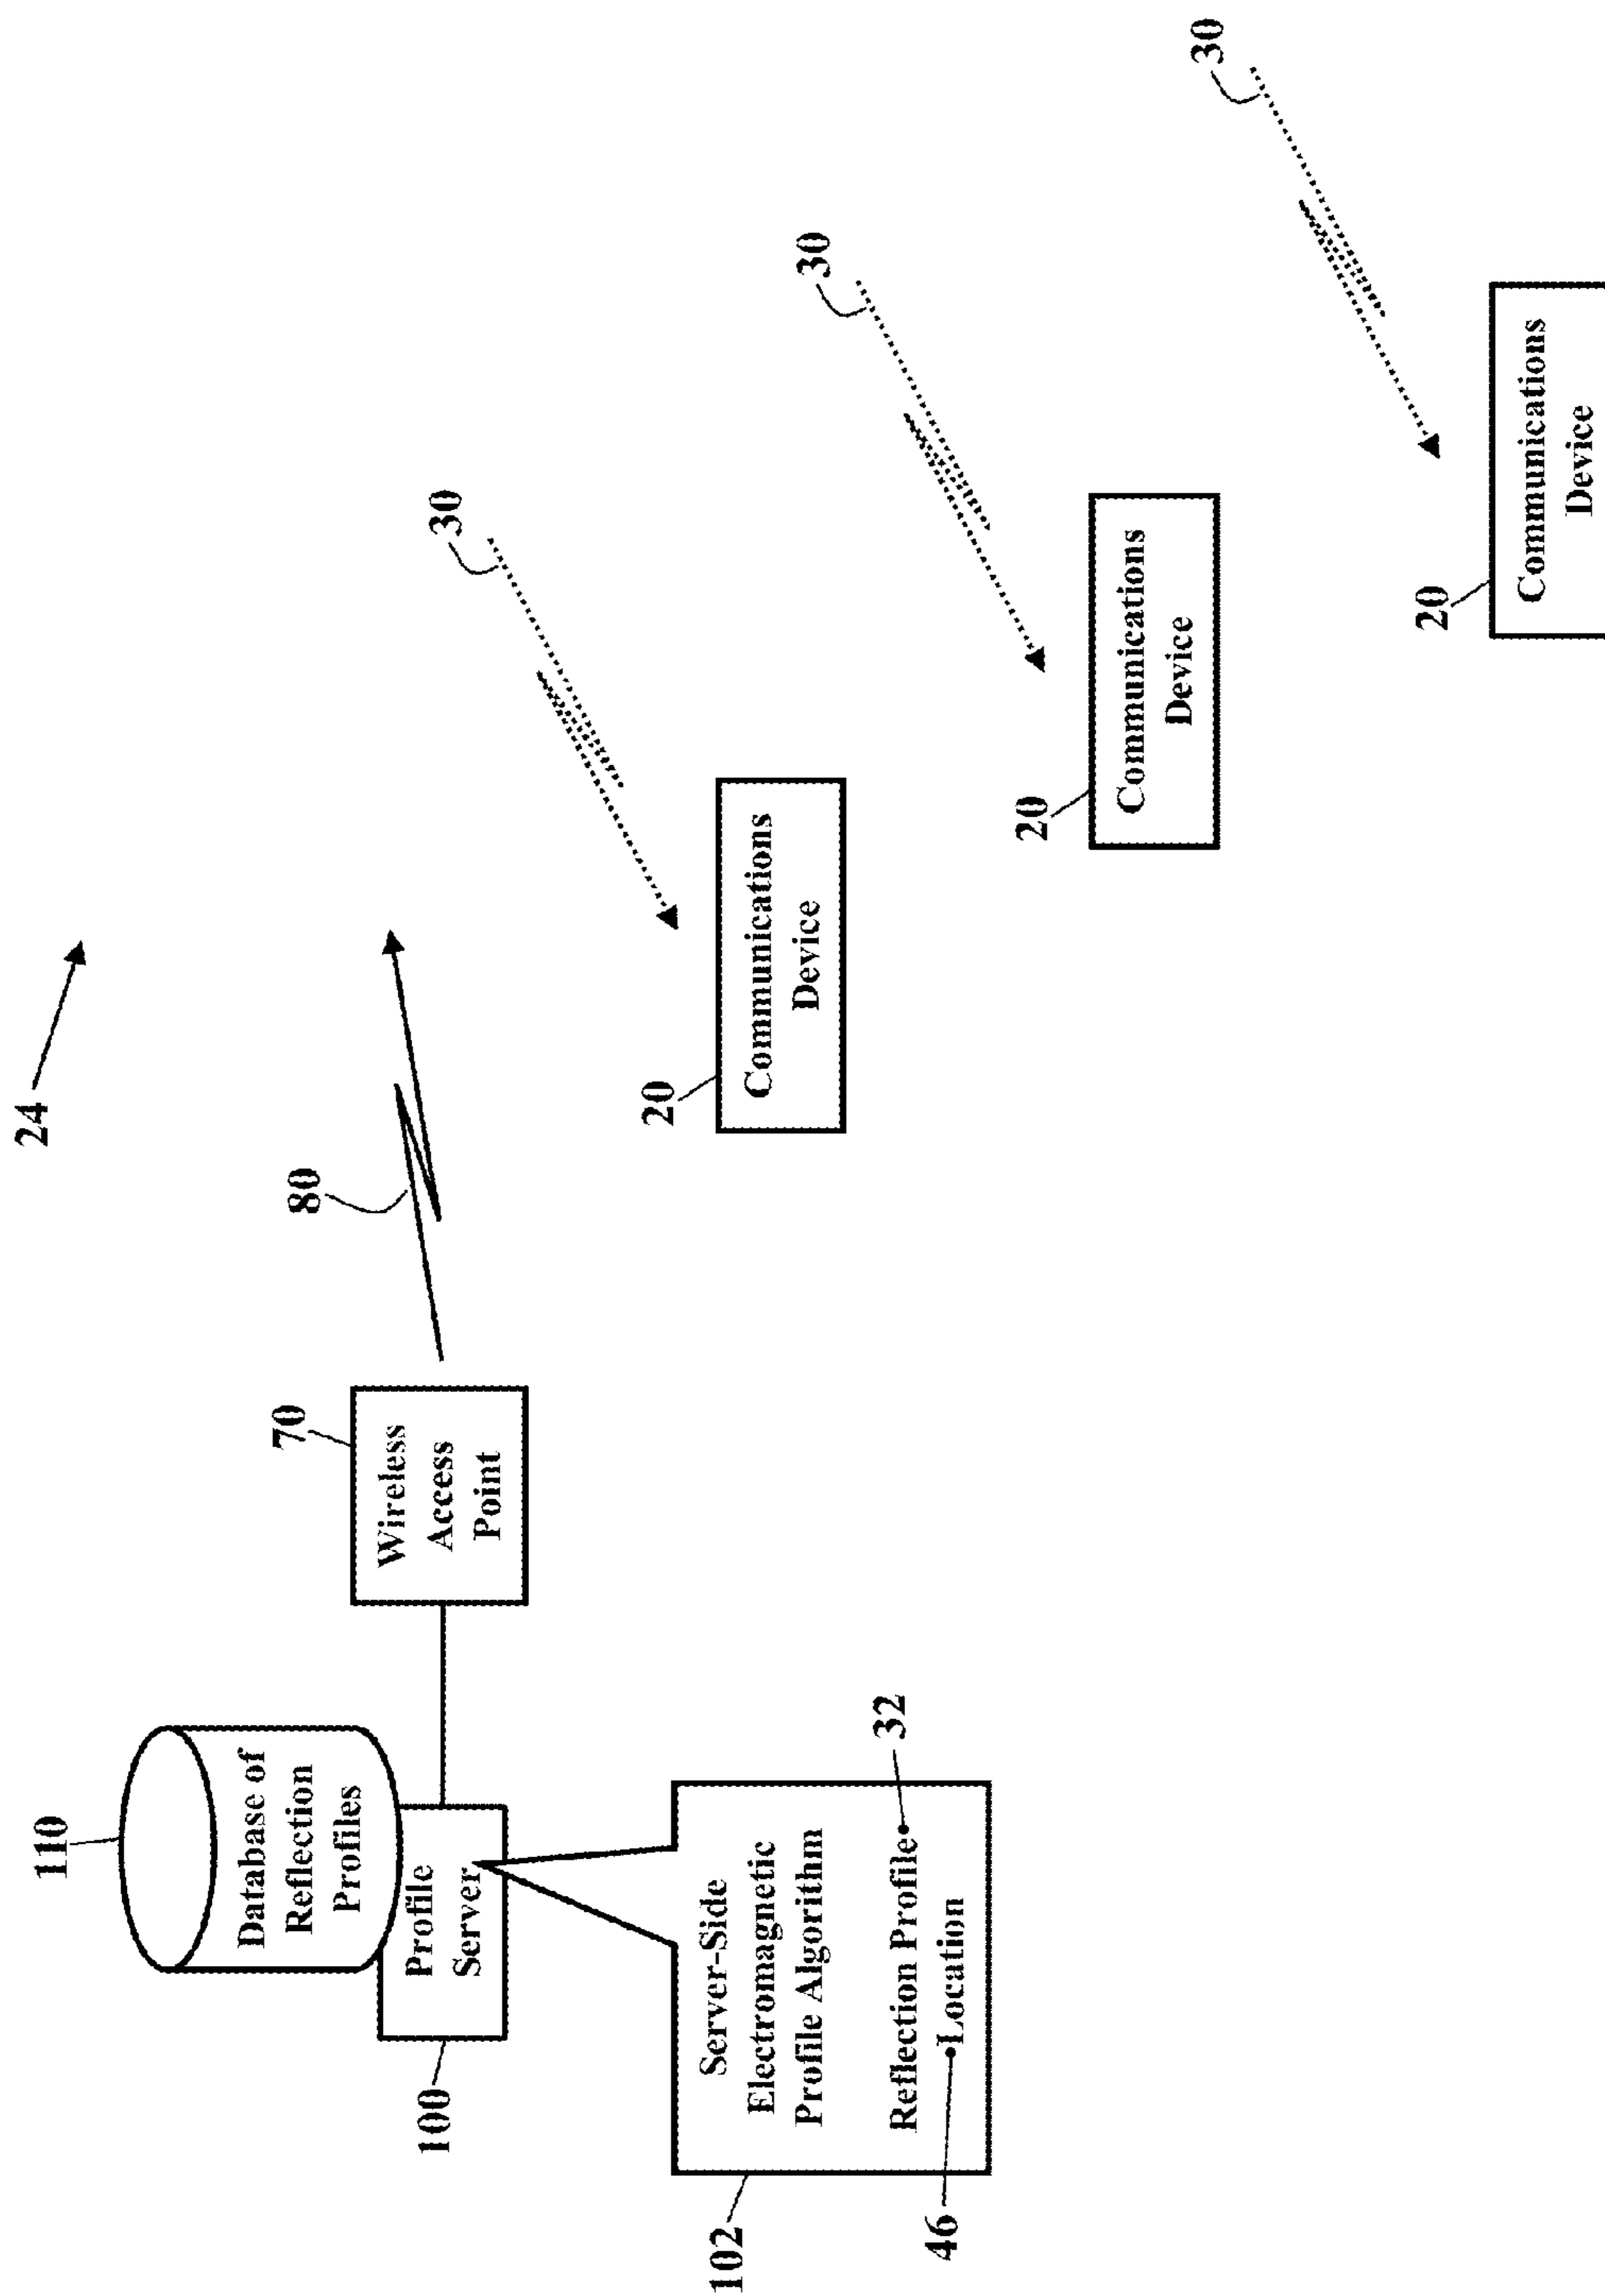 24
110
Database of
Reflection
Profiles
70
80
30
Wireless
Access
Point
Profile
Server
100
30
20
Communications
Device
102
Server-Side
Electromagnetic
Profile Algorithm
Reflection Profile
32
46
Location
30
20
Communications
Device
20
Communications
Device